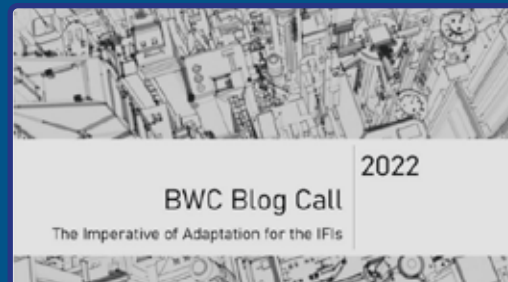 2022
BWC Blog Call
The Imperative of Adaptation for the IFIs